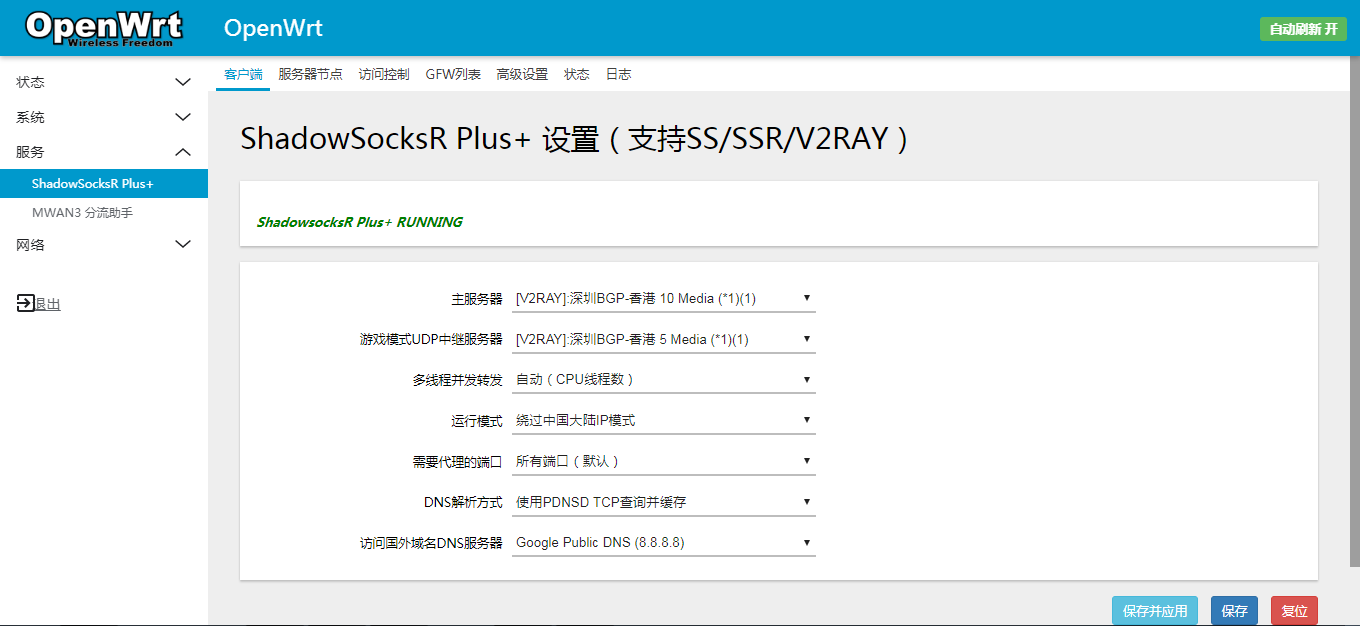 OpenWrt
Wireless Freedom
OpenWrt
自动刷新 开
状态
系统
服务
ShadowSocksR Plus+
MWAN3 分流助手
网络
退出
客户端 服务器节点 访问控制 GFW列表 高级设置 状态 日志
ShadowSocksR Plus+ 设置（支持SS/SSR/V2RAY）
ShadowsocksR Plus+ RUNNING
主服务器 [V2RAY]:深圳BGP-香港 10 Media (*1)(1)
游戏模式UDP中继服务器 [V2RAY]:深圳BGP-香港 5 Media (*1)(1)
多线程并发转发 自动（CPU线程数）
运行模式 绕过中国大陆IP模式
需要代理的端口 所有端口（默认）
DNS解析方式 使用PDNSD TCP查询并缓存
访问国外域名DNS服务器 Google Public DNS (8.8.8.8)
保存并应用 保存 复位